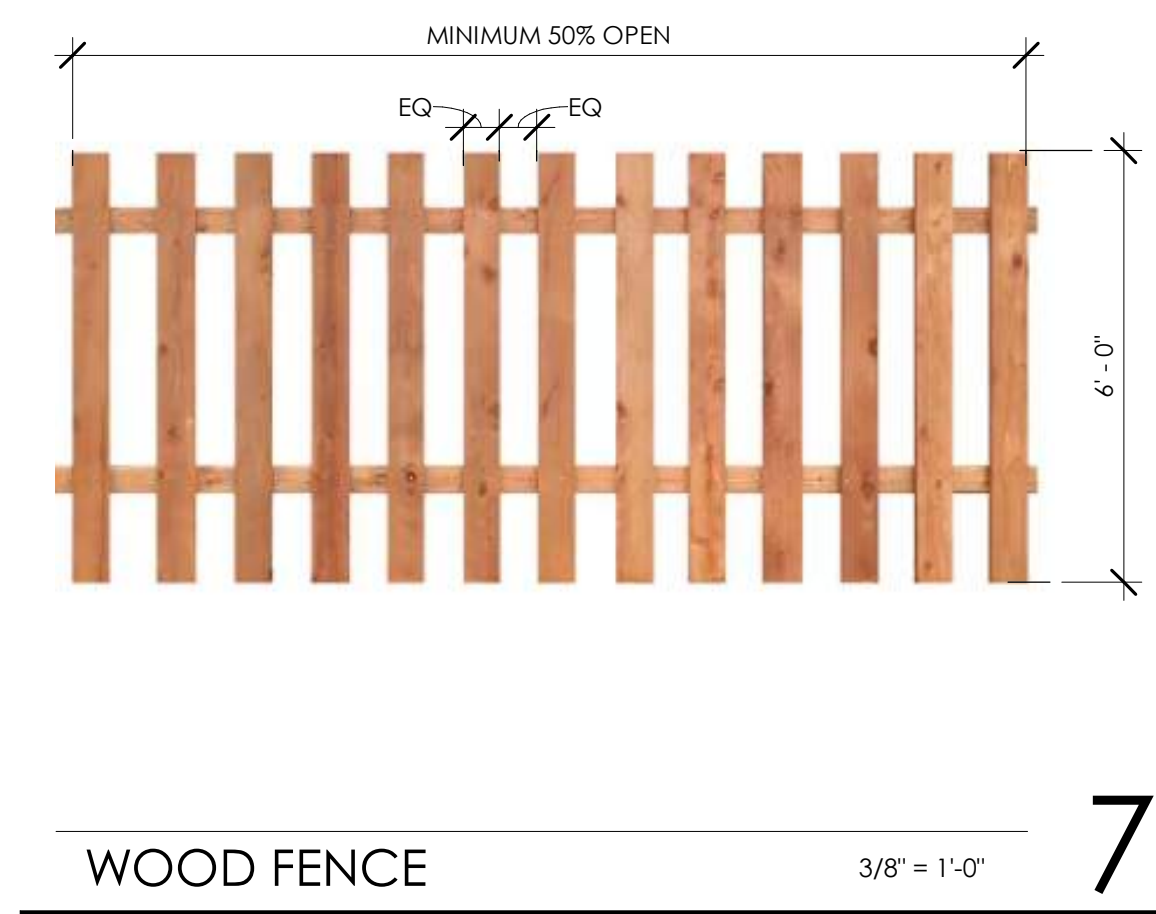 MINIMUM 50% OPEN
EQ EQ
6' - 0"
WOOD FENCE
3/8" = 1'-0"
7